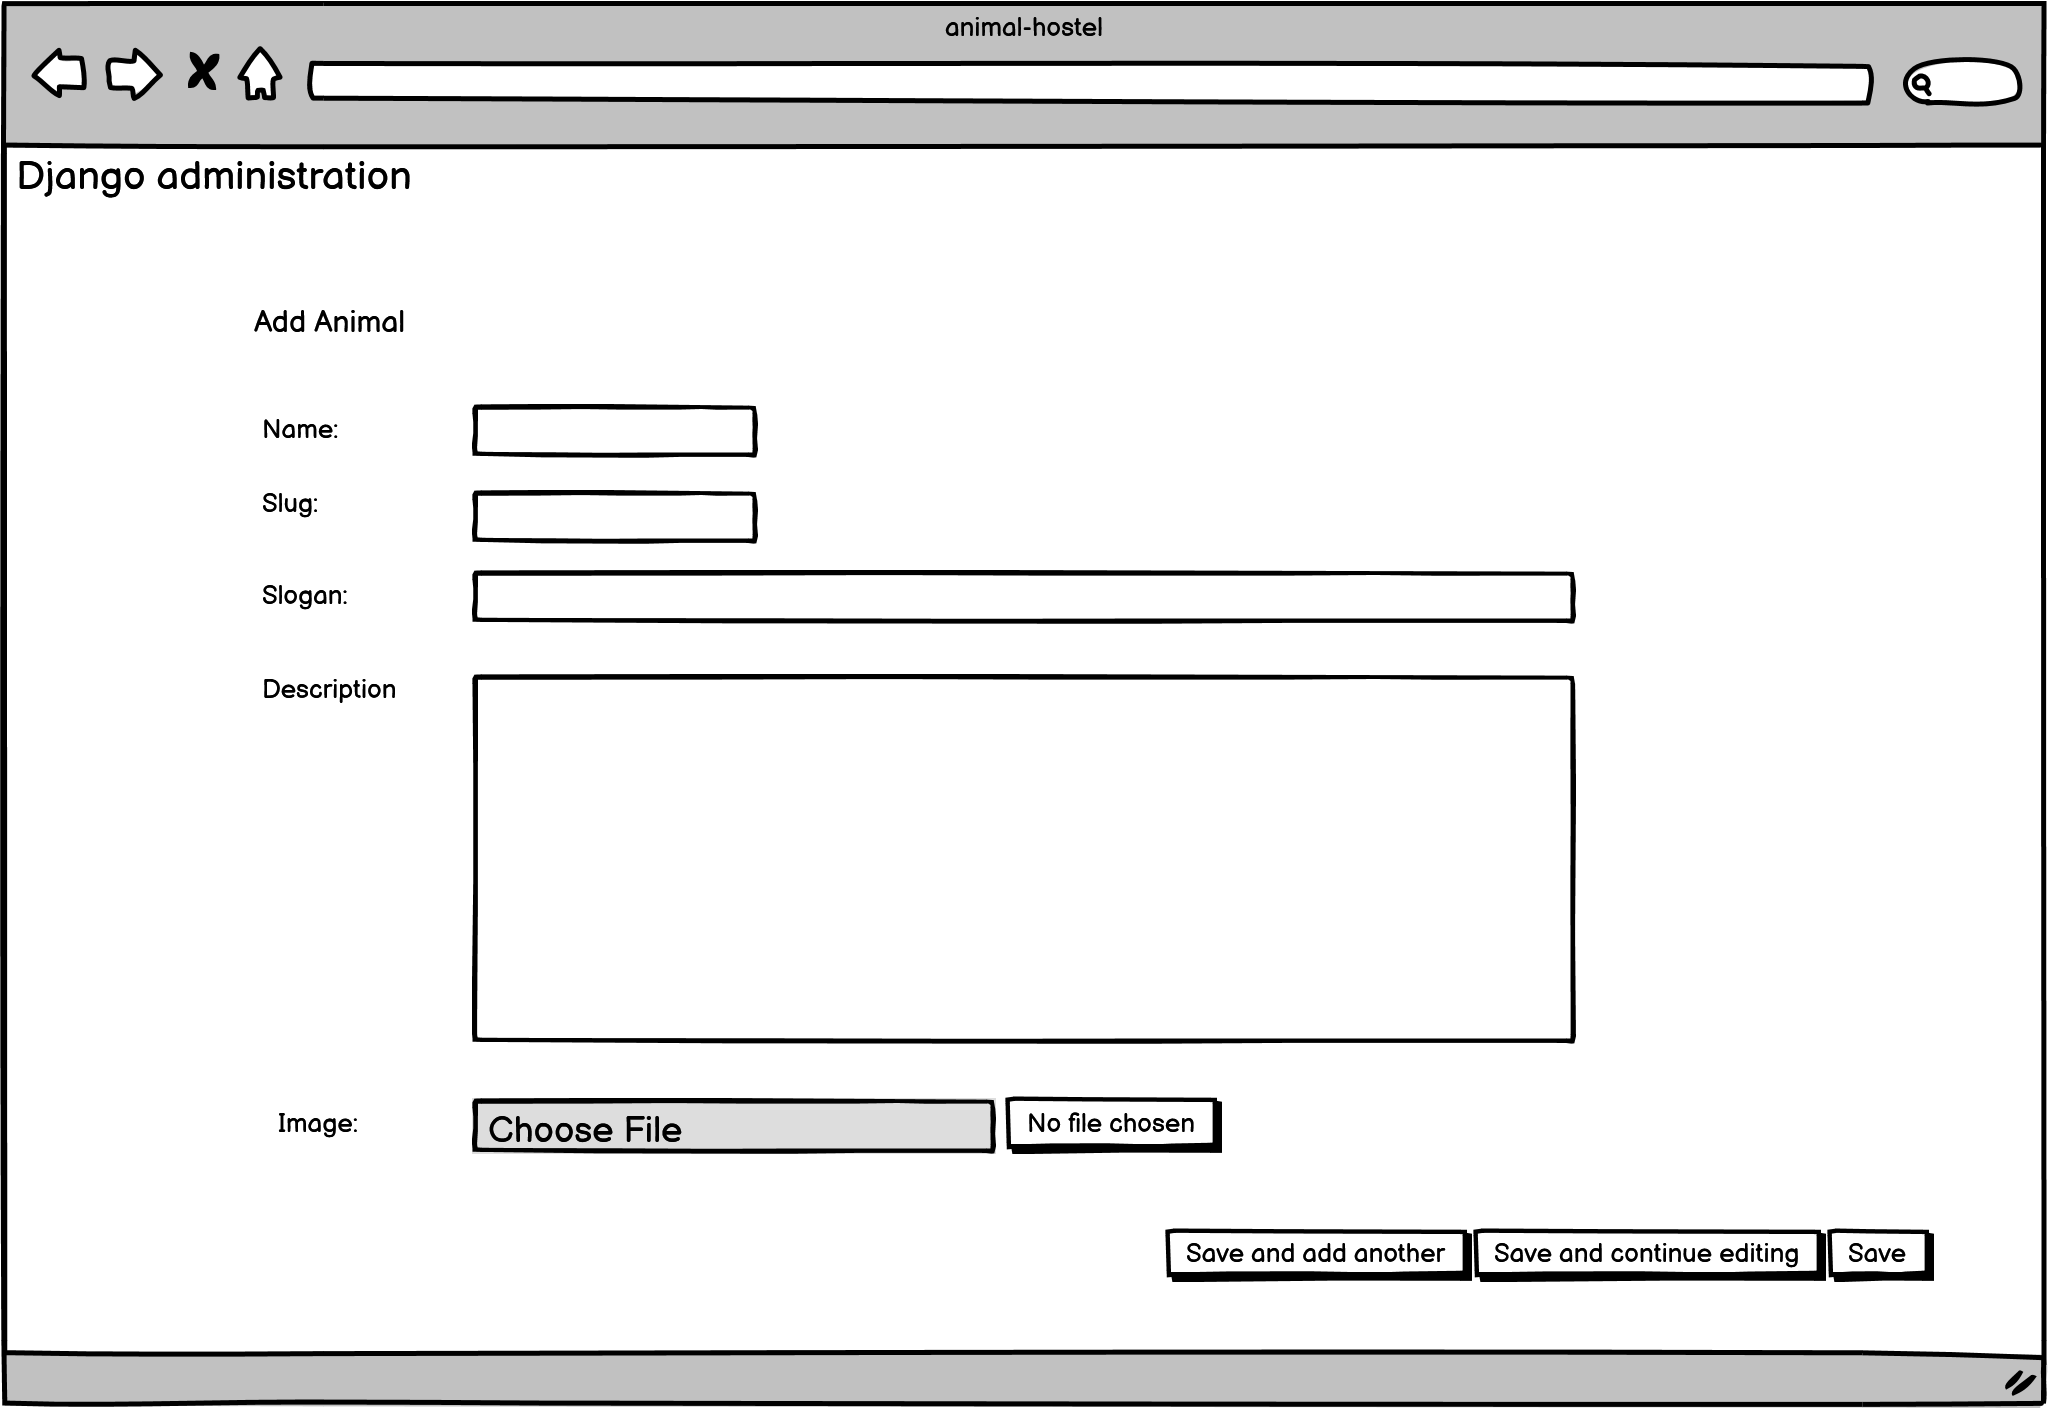 animal-hostel
Django administration
Add Animal
Name:
Slug:
Slogan:
Description
Image:
Choose File
No file chosen
Save and add another
Save and continue editing
Save